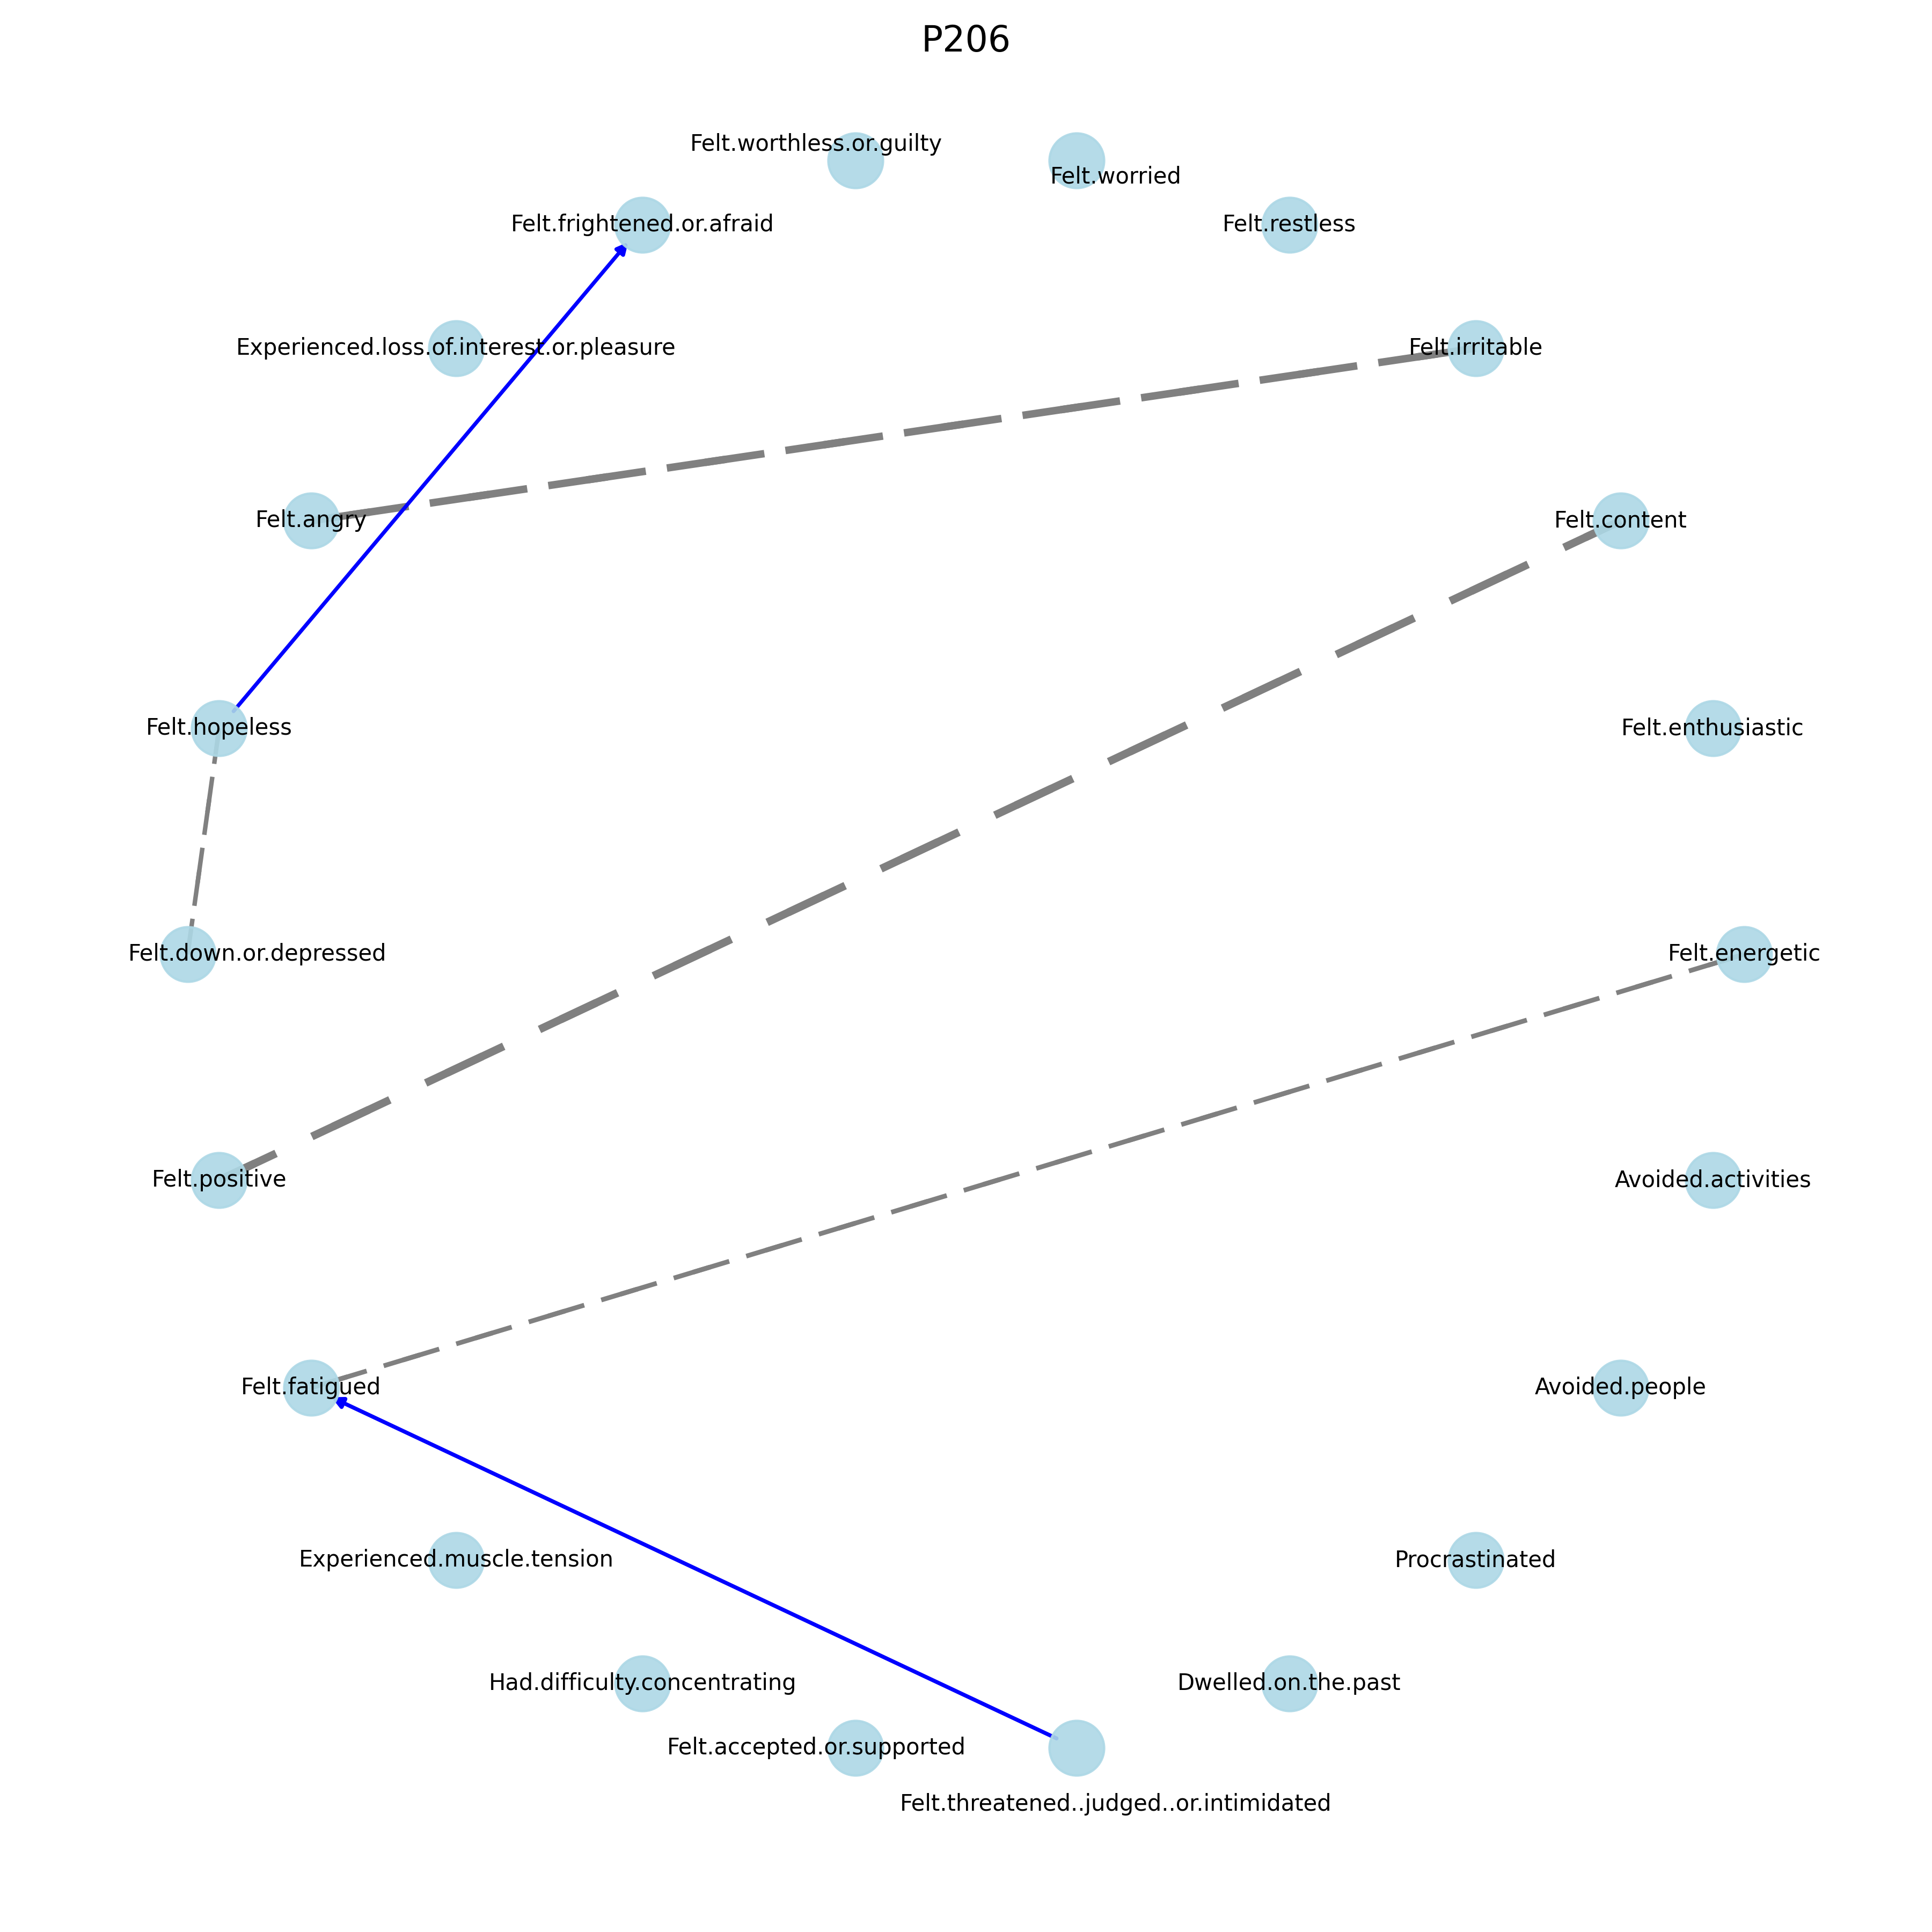 P206
Felt.worthless.or.guilty
Felt.worried
Felt.frightened.or.afraid
Felt.restless
Experienced.loss.of.interest.or.pleasure
Felt.irritable
Felt.angry
Felt.content
Felt.hopeless
Felt.enthusiastic
Felt.down.or.depressed
Felt.energetic
Felt.positive
Avoided.activities
Felt.fatigued
Avoided.people
Experienced.muscle.tension
Procrastinated
Had.difficulty.concentrating
Dwelled.on.the.past
Felt.accepted.or.supported
Felt.threatened..judged..or.intimidated